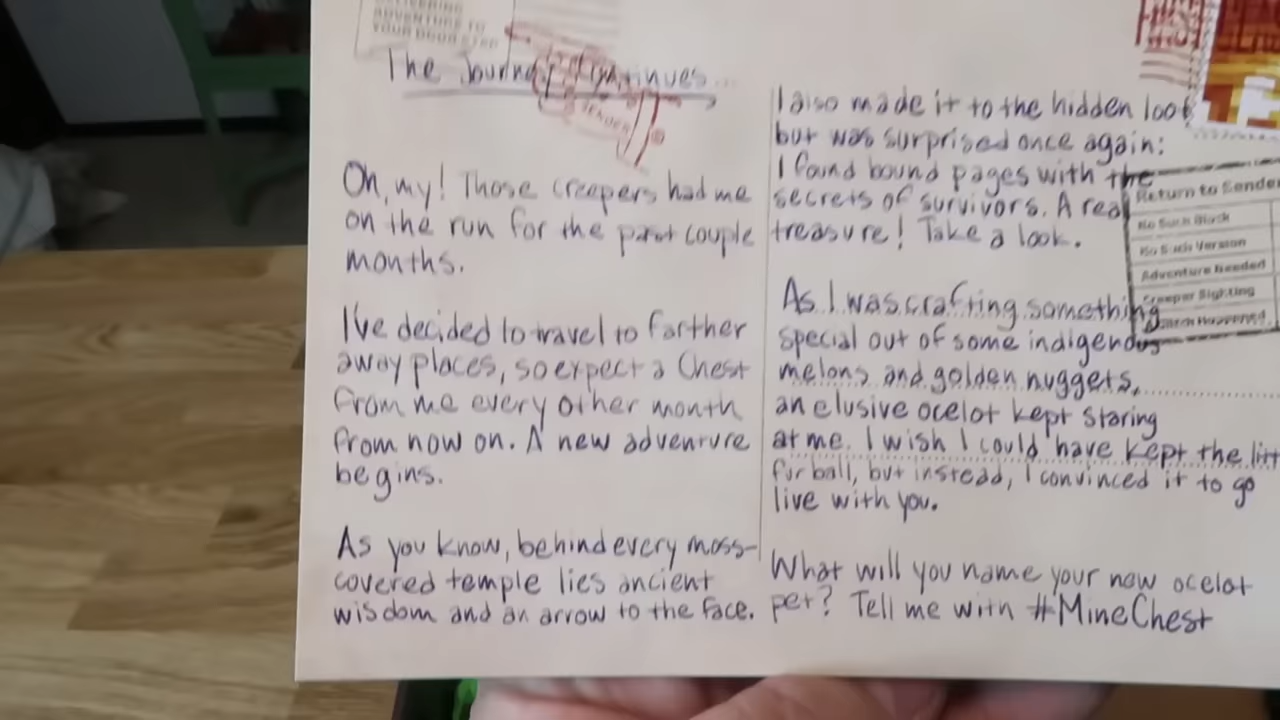 ADVENTURE TO
YOUR DOOR STEP
The Journey Continues...
Oh, my! Those creepers had me
on the run for the past couple
months.
I've decided to travel to farther
away places, so expect a Chest
from me every other month
from now on. A new adventure
begins.
As you know, behind every moss-
covered temple lies ancient
wisdom and an arrow to the face.
I also made it to the hidden loot
but was surprised once again:
I found bound pages with the
secrets of survivors. A real
treasure! Take a look.
As I was crafting something
special out of some indigenous
melons and golden nuggets,
an elusive ocelot kept staring
at me. I wish I could have kept the litt
fur ball, but instead, I convinced it to go
live with you.
What will you name your new ocelot
pet? Tell me with #MineChest
Return to Sender
No Such Block
No Such Version
Adventure Needed
Creeper Sighting